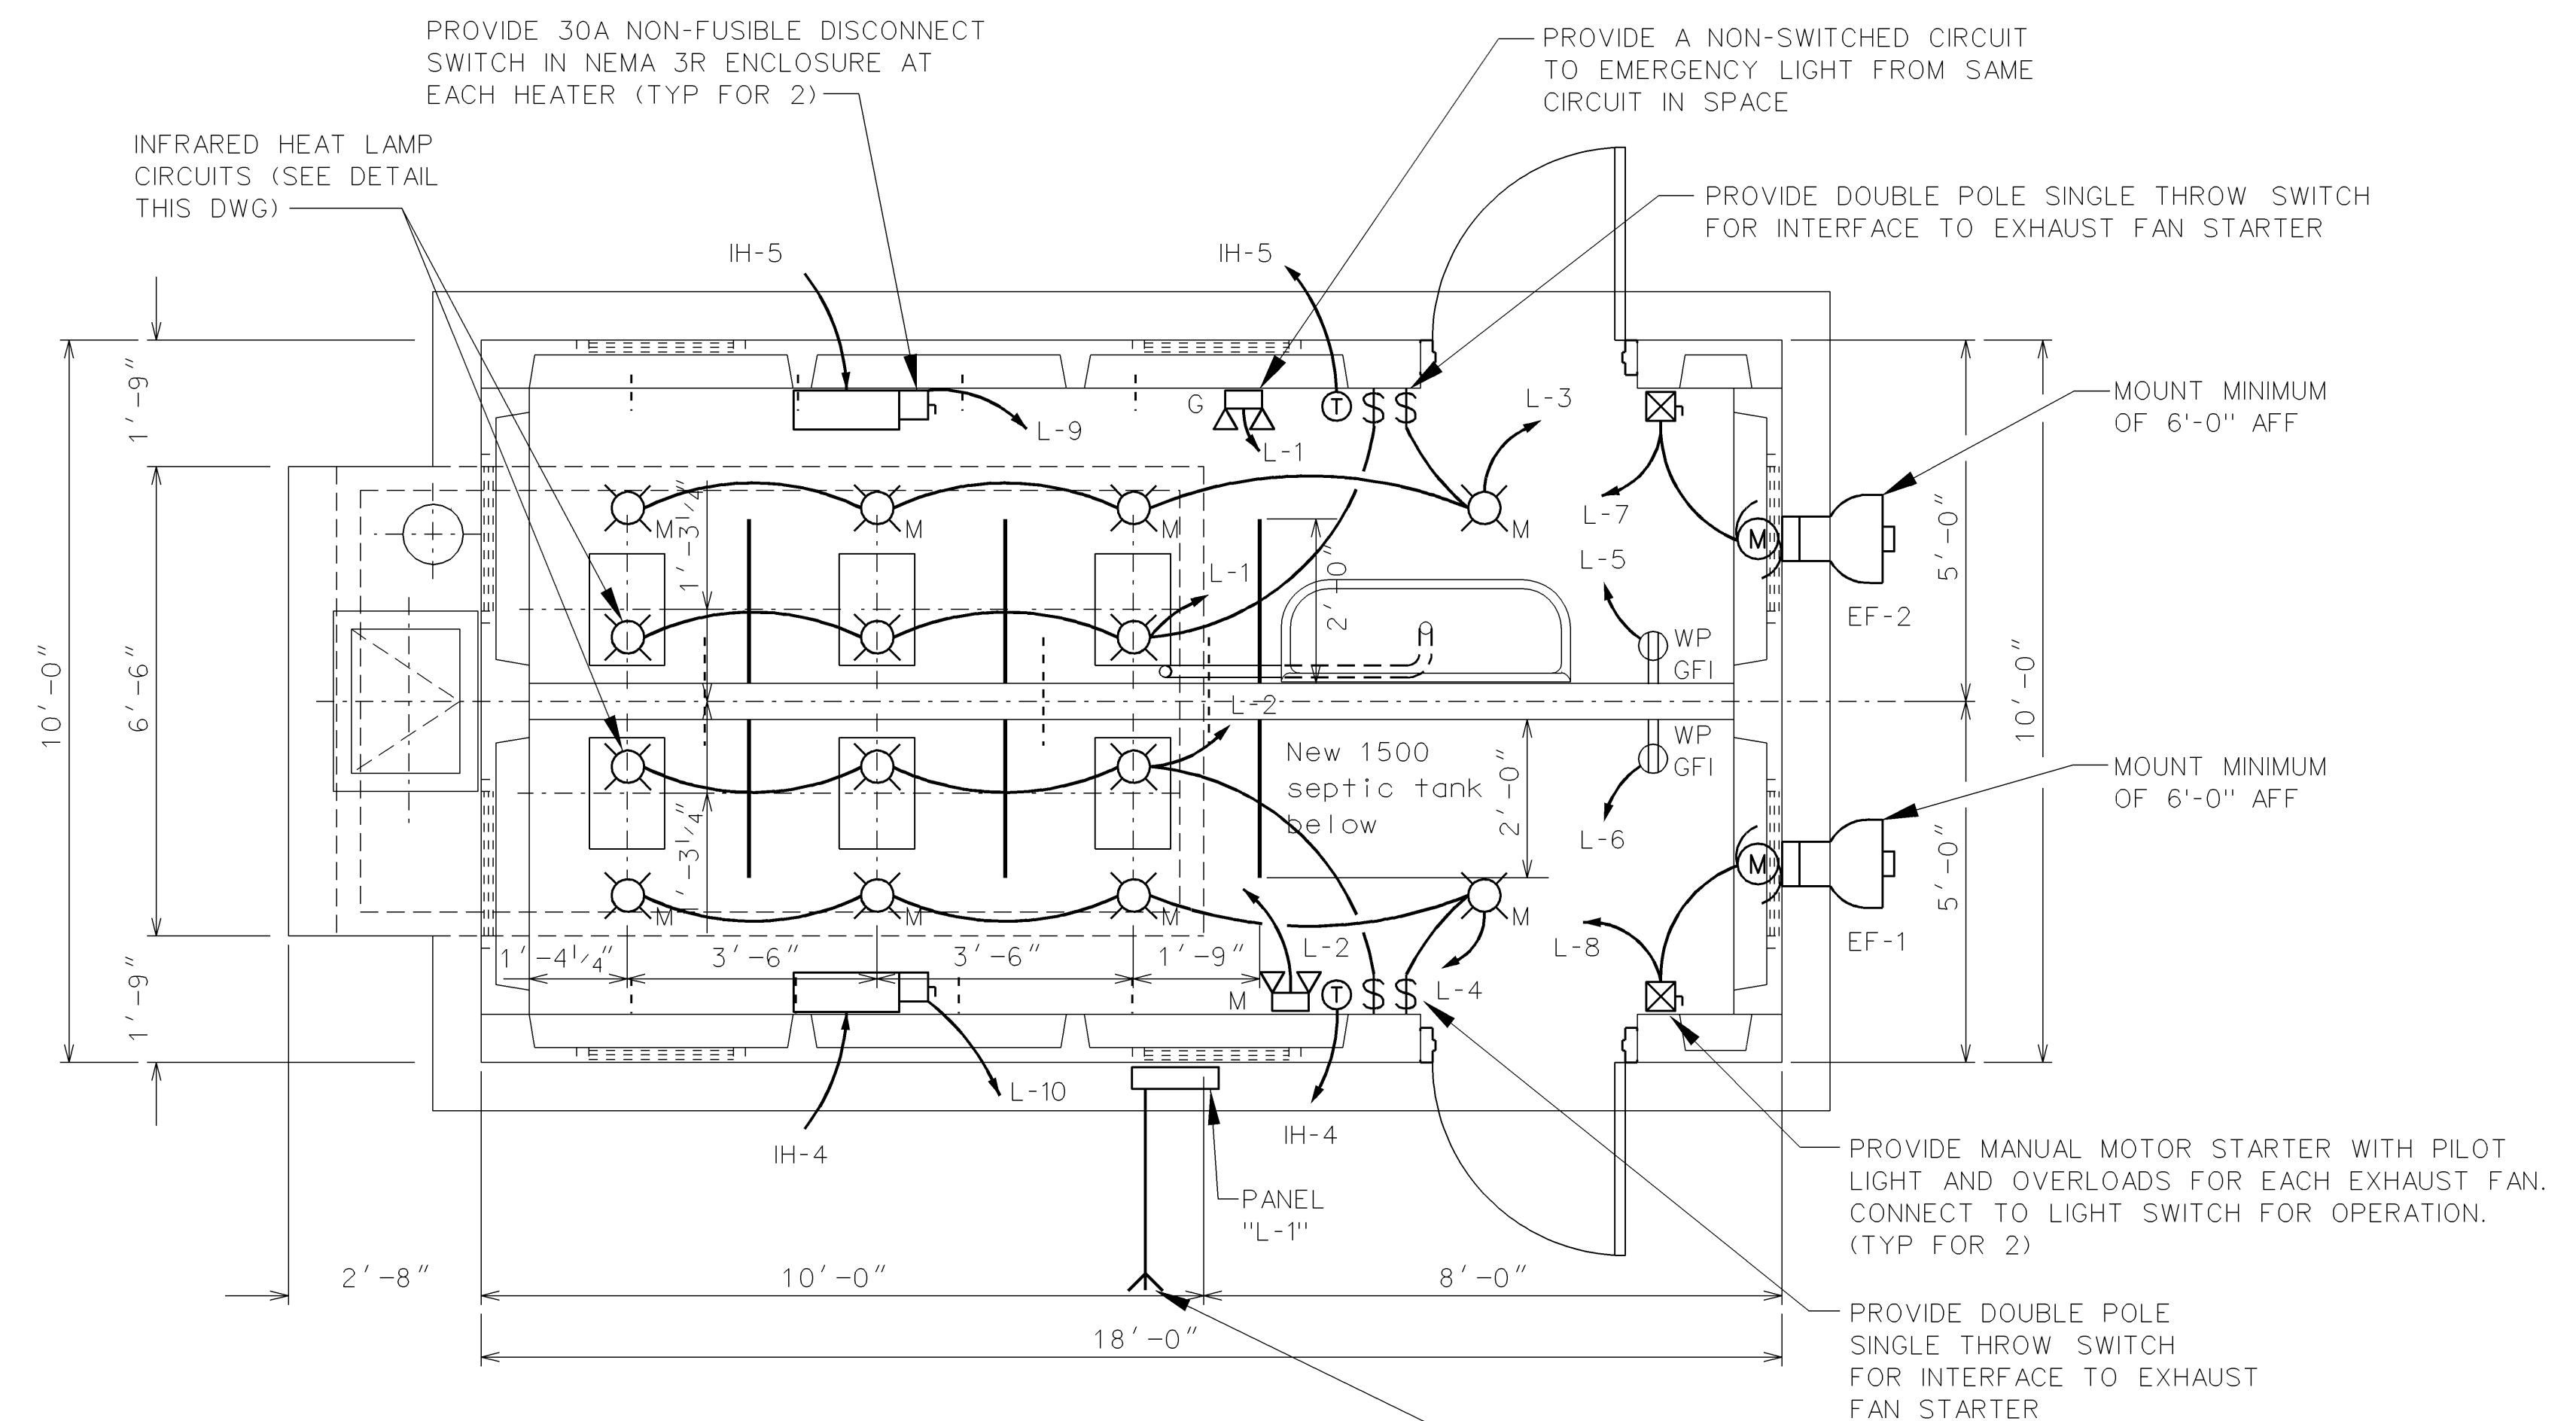 PROVIDE 30A NON-FUSIBLE DISCONNECT
SWITCH IN NEMA 3R ENCLOSURE AT
EACH HEATER (TYP FOR 2)
PROVIDE A NON-SWITCHED CIRCUIT
TO EMERGENCY LIGHT FROM SAME
CIRCUIT IN SPACE
INFRARED HEAT LAMP
CIRCUITS (SEE DETAIL
THIS DWG)
PROVIDE DOUBLE POLE SINGLE THROW SWITCH
FOR INTERFACE TO EXHAUST FAN STARTER
IH-5
IH-5
1'-9"
MOUNT MINIMUM
OF 6'-0" AFF
G
T
$
$
L-3
L-9
L-1
M
M
M
M
1'-3 1/4"
L-7
M
5'-0"
L-5
L-1
2'-0"
EF-2
WP
GFI
10'-0"
6'-6"
10'-0"
L-2
WP
GFI
New 1500
septic tank
below
2'-0"
MOUNT MINIMUM
OF 6'-0" AFF
L-6
1'-3 1/4"
M
5'-0"
M
M
M
M
EF-1
L-8
L-2
1'-4 1/4"
3'-6"
3'-6"
1'-9"
1'-9"
M
T
$
$
L-4
L-10
IH-4
IH-4
PANEL
"L-1"
PROVIDE MANUAL MOTOR STARTER WITH PILOT
LIGHT AND OVERLOADS FOR EACH EXHAUST FAN.
CONNECT TO LIGHT SWITCH FOR OPERATION.
(TYP FOR 2)
2'-8"
10'-0"
8'-0"
18'-0"
PROVIDE DOUBLE POLE
SINGLE THROW SWITCH
FOR INTERFACE TO EXHAUST
FAN STARTER